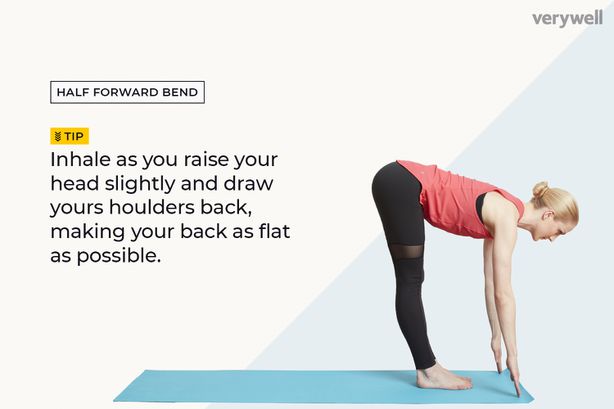 verywell
HALF FORWARD BEND
TIP
Inhale as you raise your
head slightly and draw
yours houlders back,
making your back as flat
as possible.